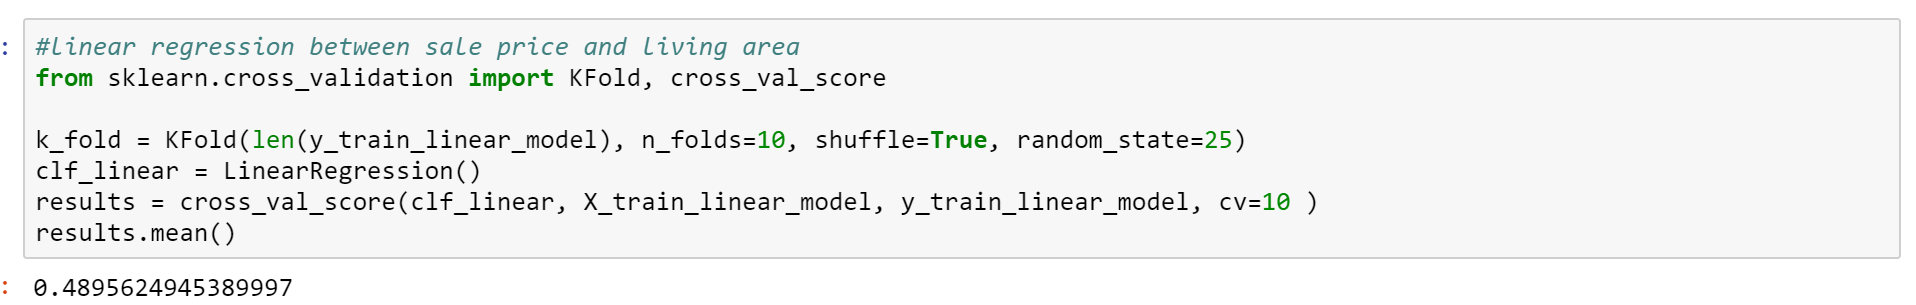 : #linear regression between sale price and living area
from sklearn.cross_validation import KFold, cross_val_score
k_fold = KFold(len(y_train_linear_model), n_folds=10, shuffle=True, random_state=25)
clf_linear = LinearRegression()
results = cross_val_score(clf_linear, X_train_linear_model, y_train_linear_model, cv=10 )
results.mean()
: 0.4895624945389997